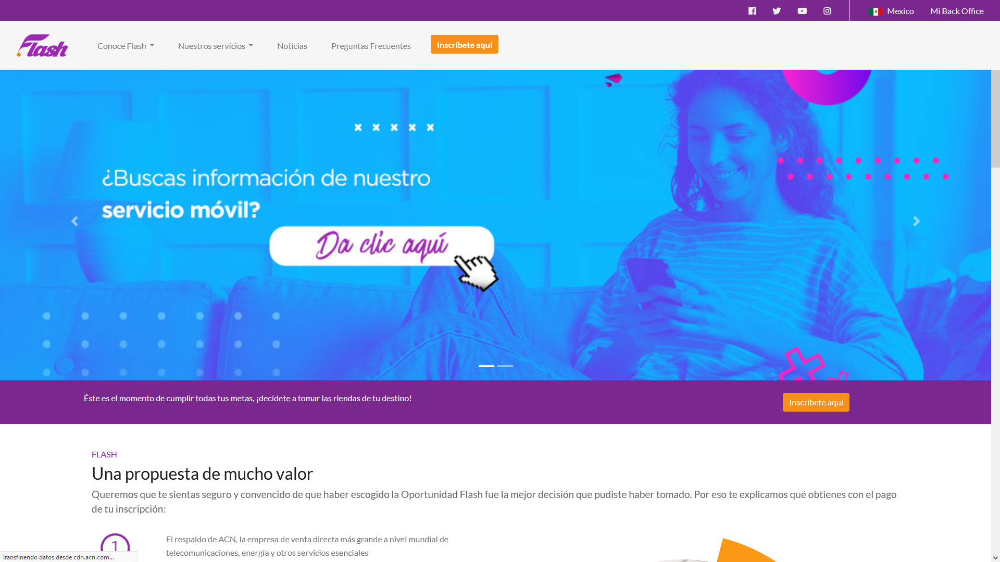 Mexico
Mi Back Office
Flash
Conoce Flash
Nuestros servicios
Noticias
Preguntas Frecuentes
Inscríbete aquí
¿Buscas información de nuestro
servicio móvil?
Da clic aquí
Éste es el momento de cumplir todas tus metas, ¡decídete a tomar las riendas de tu destino!
Inscríbete aquí
FLASH
Una propuesta de mucho valor
Queremos que te sientas seguro y convencido de que haber escogido la Oportunidad Flash fue la mejor decisión que pudiste haber tomado. Por eso te explicamos qué obtienes con el pago
de tu inscripción:
1
El respaldo de ACN, la empresa de venta directa más grande a nivel mundial de
telecomunicaciones, energía y otros servicios esenciales
Transfiriendo datos desde cdn.acn.com...